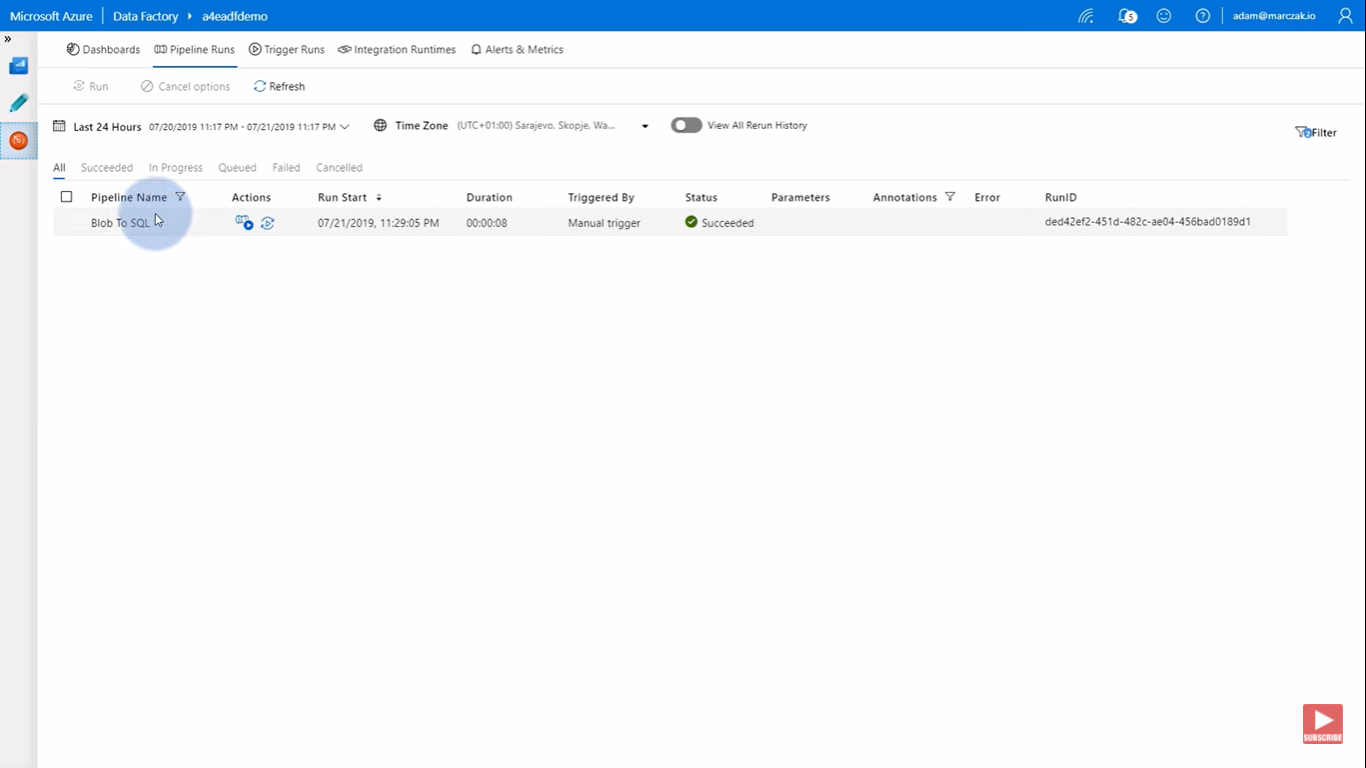 Microsoft Azure Data Factory a4eadfdemo 5 adam@marczak.io
»
Dashboards Pipeline Runs Trigger Runs Integration Runtimes Alerts & Metrics
Run Cancel options Refresh
Last 24 Hours 07/20/2019 11:17 PM - 07/21/2019 11:17 PM Time Zone (UTC+01:00) Sarajevo, Skopje, Wa... View All Rerun History Filter
All Succeeded In Progress Queued Failed Cancelled
Pipeline Name Actions Run Start Duration Triggered By Status Parameters Annotations Error RunID
Blob To SQL 07/21/2019, 11:29:05 PM 00:00:08 Manual trigger Succeeded ded42ef2-451d-482c-ae04-456bad0189d1
SUBSCRIBE